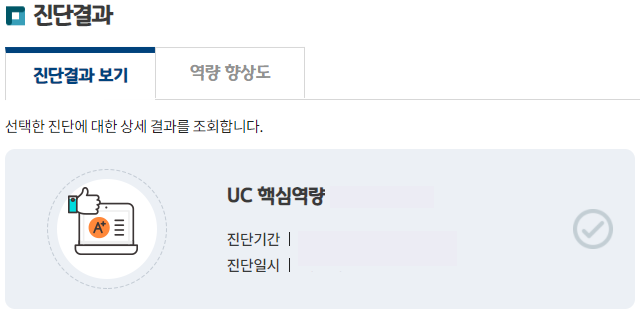 진단결과
진단결과 보기
역량 향상도
선택한 진단에 대한 상세 결과를 조회합니다.
A+
UC 핵심역량
진단기간 |
진단일시 |